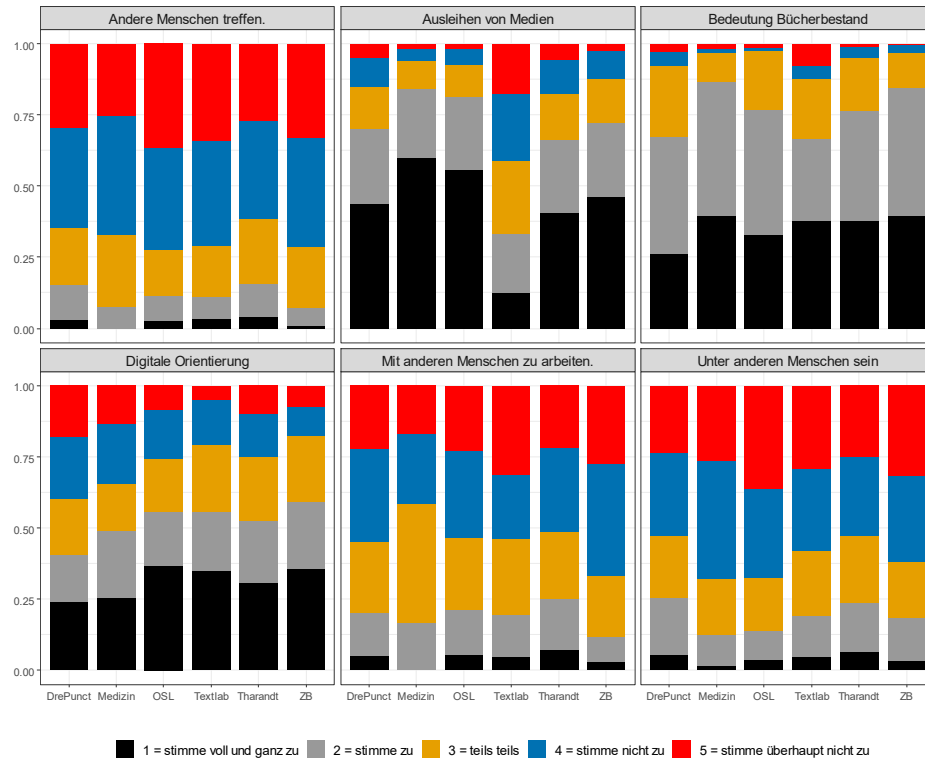 Andere Menschen treffen.
Ausleihen von Medien
Bedeutung Bücherbestand
1.00
0.75
0.50
0.25
0.00
Digitale Orientierung
Mit anderen Menschen zu arbeiten.
Unter anderen Menschen sein
1.00
0.75
0.50
0.25
0.00
DrePunct Medizin OSL Textlab Tharandt ZB
DrePunct Medizin OSL Textlab Tharandt ZB
DrePunct Medizin OSL Textlab Tharandt ZB
1 = stimme voll und ganz zu 2 = stimme zu 3 = teils teils 4 = stimme nicht zu 5 = stimme überhaupt nicht zu